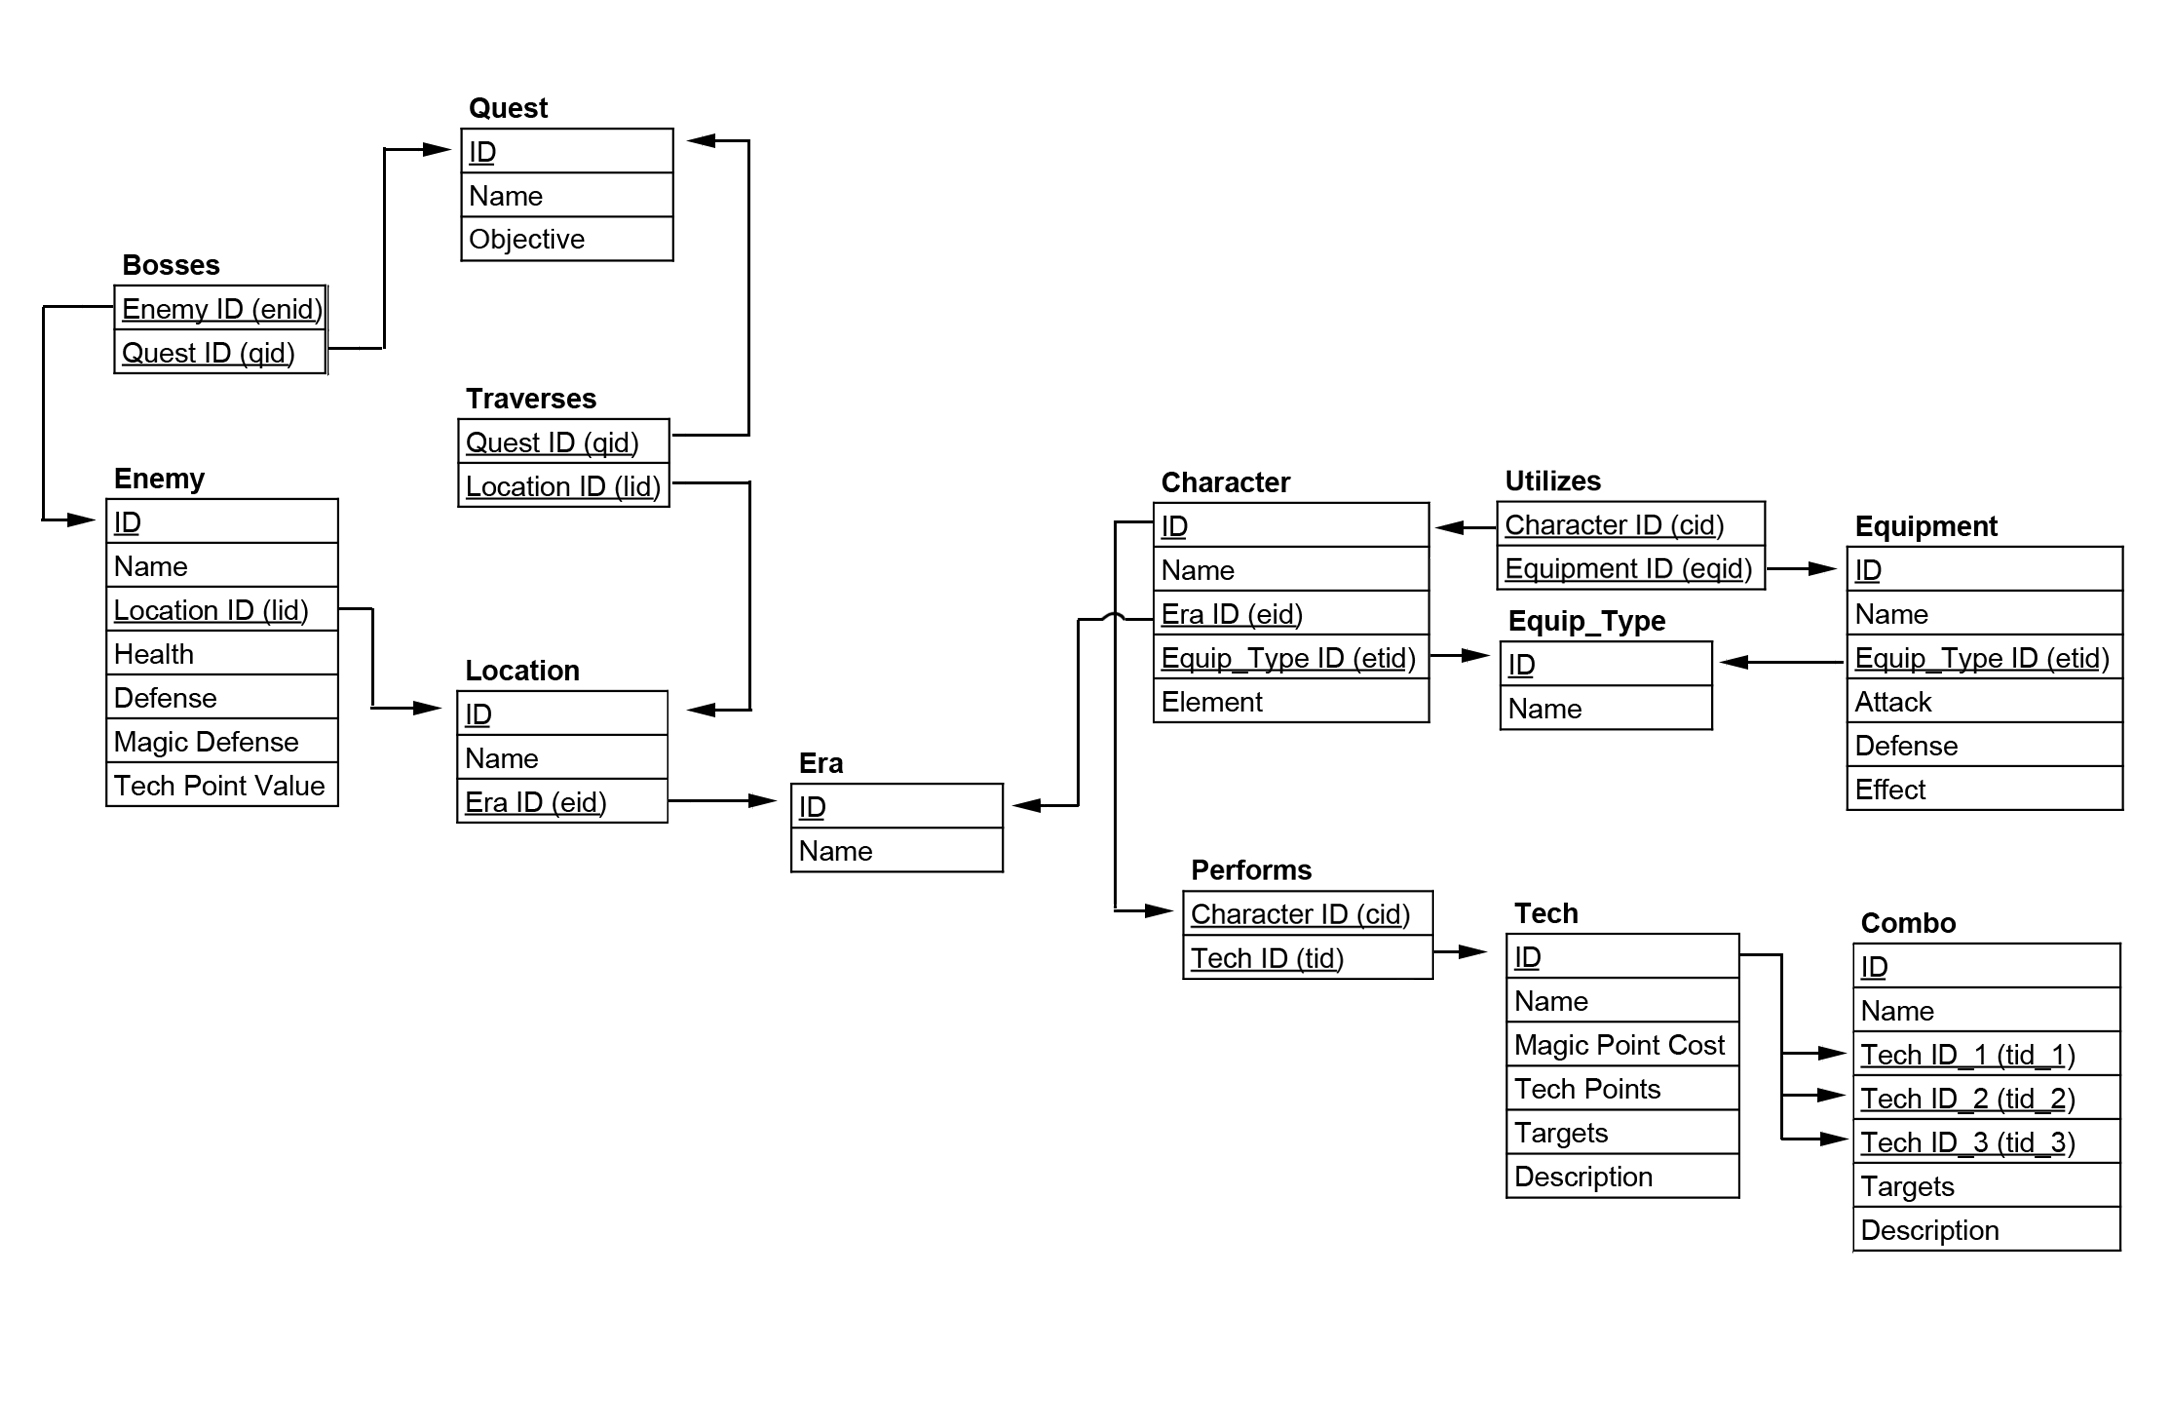 Quest
ID
Name
Objective
Bosses
Enemy ID (enid)
Quest ID (qid)
Traverses
Quest ID (qid)
Location ID (lid)
Enemy
ID
Name
Location ID (lid)
Health
Defense
Magic Defense
Tech Point Value
Location
ID
Name
Era ID (eid)
Era
ID
Name
Character
ID
Name
Era ID (eid)
Equip_Type ID (etid)
Element
Utilizes
Character ID (cid)
Equipment ID (eqid)
Equip_Type
ID
Name
Equipment
ID
Name
Equip_Type ID (etid)
Attack
Defense
Effect
Performs
Character ID (cid)
Tech ID (tid)
Tech
ID
Name
Magic Point Cost
Tech Points
Targets
Description
Combo
ID
Name
Tech ID_1 (tid_1)
Tech ID_2 (tid_2)
Tech ID_3 (tid_3)
Targets
Description